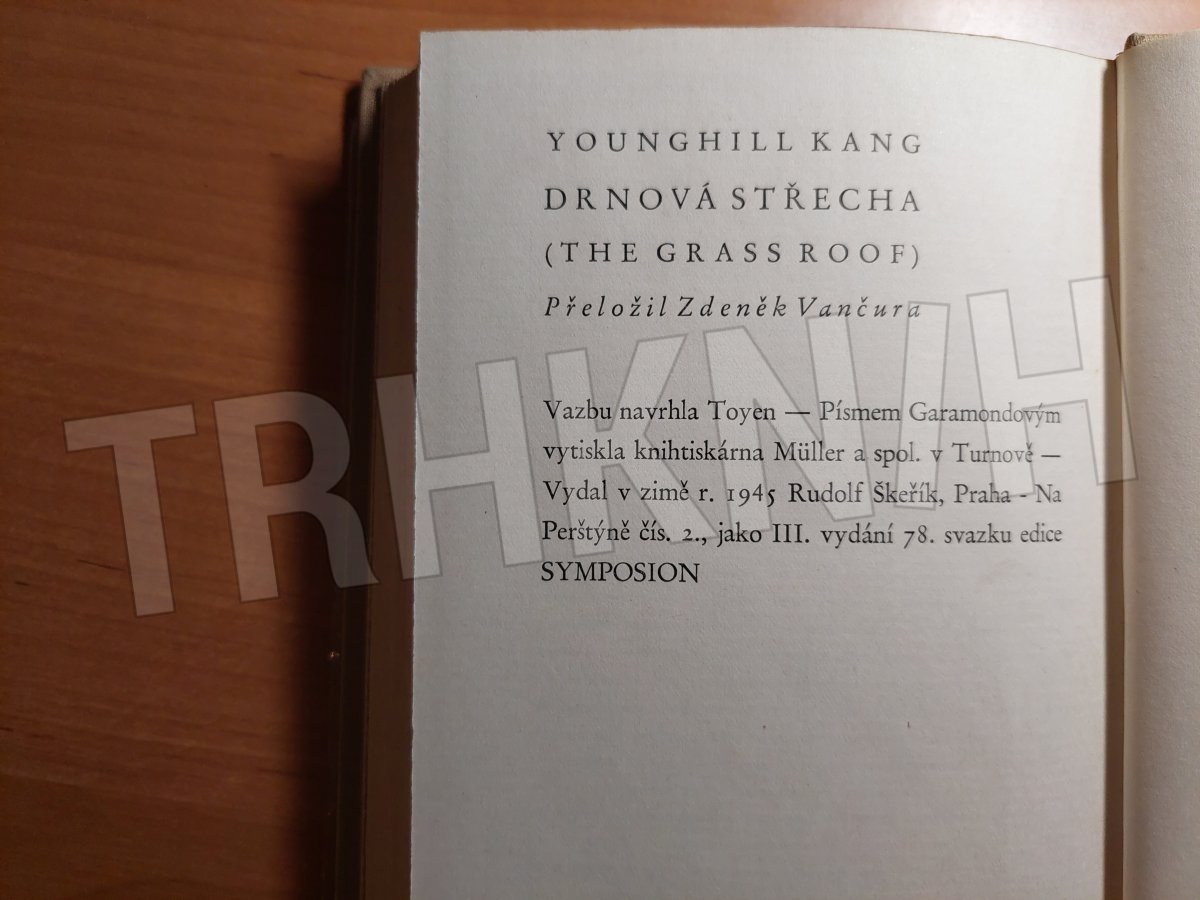 YOUNGHILL KANG
DRNOVÁ STŘECHA
(THE GRASS ROOF)
Přeložil Zdeněk Vančura
Vazbu navrhla Toyen — Písmem Garamondovým
vytiskla knihtiskárna Müller a spol. v Turnově —
Vydal v zimě r. 1945 Rudolf Škeřík, Praha - Na
Perštýně čís. 2., jako III. vydání 78. svazku edice
SYMPOSION
TRHKNIH